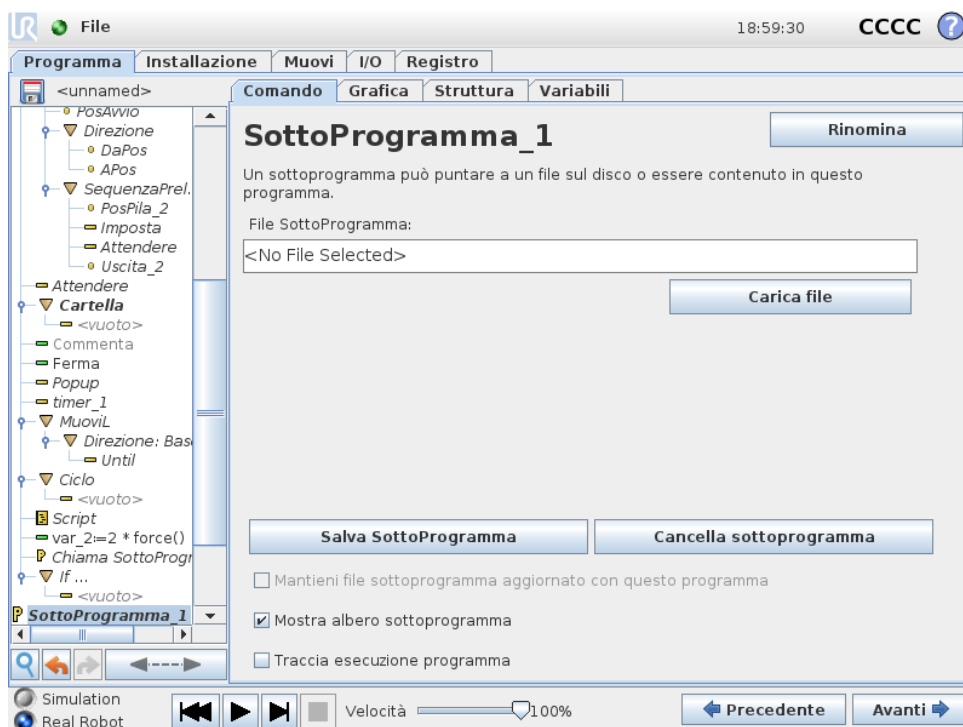 UR File 18:59:30 CCCC ?
Programma Installazione Muovi I/O Registro
<unnamed>
Comando Grafica Struttura Variabili
PosAvvio
Direzione
DaPos
APos
SequenzaPrel.
PosPila_2
Imposta
Attendere
Uscita_2
Attendere
Cartella
<vuoto>
Commenta
Ferma
Popup
timer_1
MuoviL
Direzione: Bas
Until
Ciclo
<vuoto>
Script
var_2:=2 * force()
Chiama SottoProgr
If ...
<vuoto>
SottoProgramma_1
SottoProgramma_1
Rinomina
Un sottoprogramma può puntare a un file sul disco o essere contenuto in questo
programma.
File SottoProgramma:
<No File Selected>
Carica file
Salva SottoProgramma Cancella sottoprogramma
Mantieni file sottoprogramma aggiornato con questo programma
Mostra albero sottoprogramma
Traccia esecuzione programma
Simulation
Real Robot
Velocità 100%
Precedente Avanti